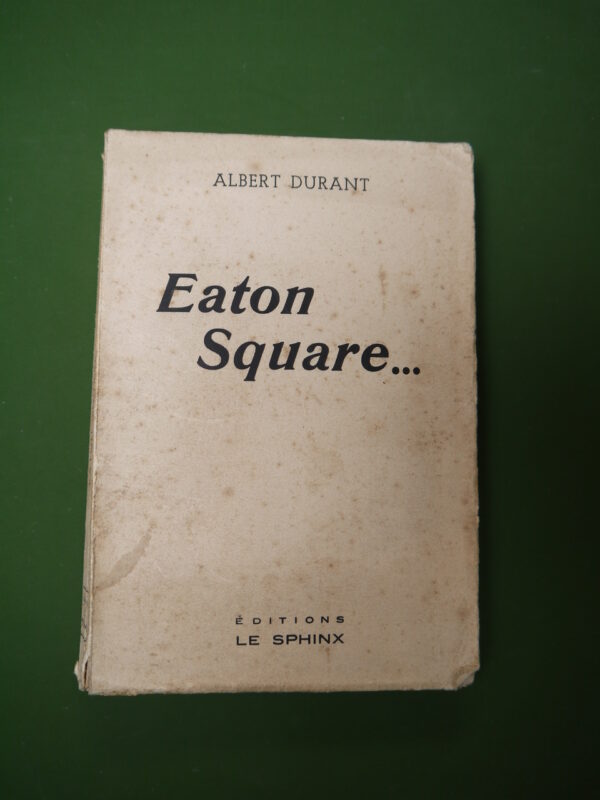 ALBERT DURANT
Eaton
Square...
ÉDITIONS
LE SPHINX